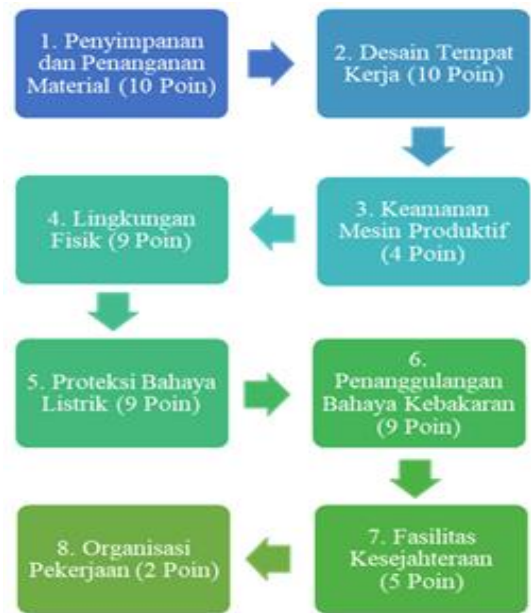 1. Penyimpanan
dan Penanganan
Material (10 Poin)
2. Desain Tempat
Kerja (10 Poin)
3. Keamanan
Mesin Produktif
(4 Poin)
4. Lingkungan
Fisik (9 Poin)
5. Proteksi Bahaya
Listrik (9 Poin)
6.
Penanggulangan
Bahaya Kebakaran
(9 Poin)
7. Fasilitas
Kesejahteraan
(5 Poin)
8. Organisasi
Pekerjaan (2 Poin)